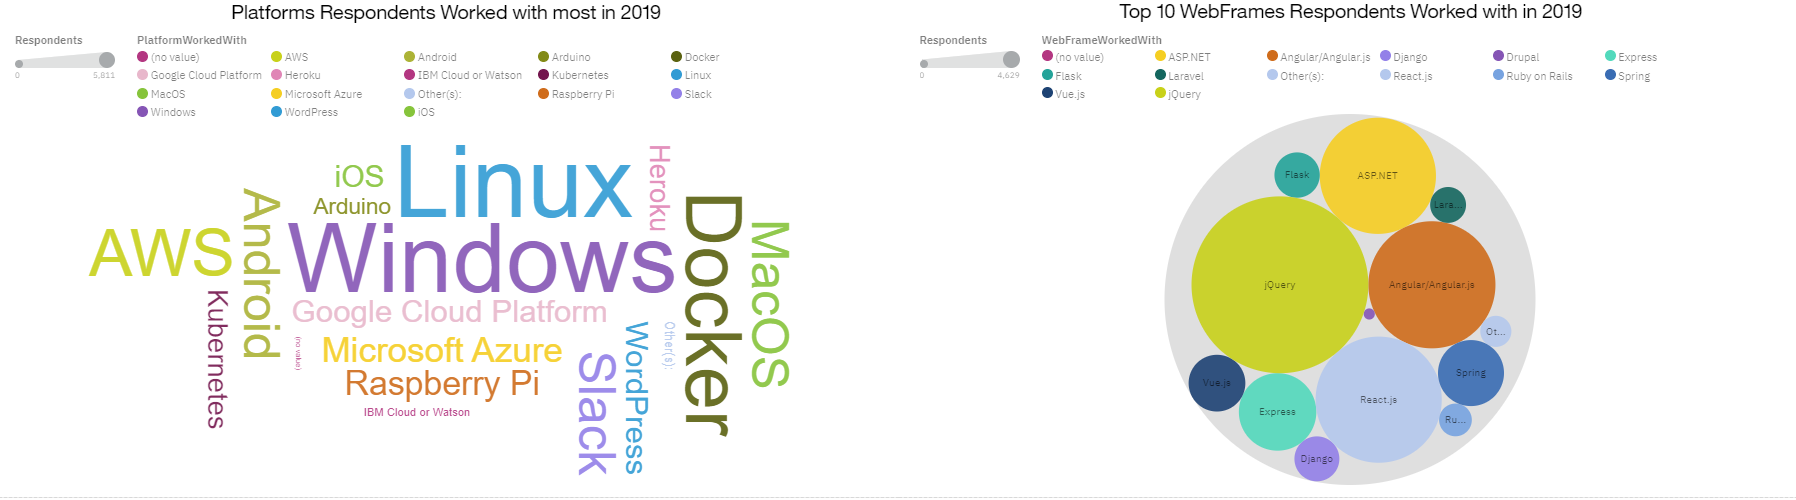 Platforms Respondents Worked with most in 2019
Respondents
0 5,811
PlatformWorkedWith
(no value) AWS Android Arduino Docker
Google Cloud Platform Heroku IBM Cloud or Watson Kubernetes Linux
MacOS Microsoft Azure Other(s): Raspberry Pi Slack
Windows WordPress iOS
iOS
Linux
Heroku
Arduino
Android
AWS
Windows
Docker
MacOS
Kubernetes
Google Cloud Platform
(no value)
Microsoft Azure
WordPress
Other(s):
Slack
Raspberry Pi
IBM Cloud or Watson
Top 10 WebFrames Respondents Worked with in 2019
Respondents
0 4,629
WebFrameWorkedWith
(no value) ASP.NET Angular/Angular.js Django Drupal Express
Flask Laravel Other(s): React.js Ruby on Rails Spring
Vue.js jQuery
Flask
ASP.NET
Lara...
jQuery
Angular/Angular.js
Ot...
Spring
Vue.js
React.js
Express
Ru...
Django